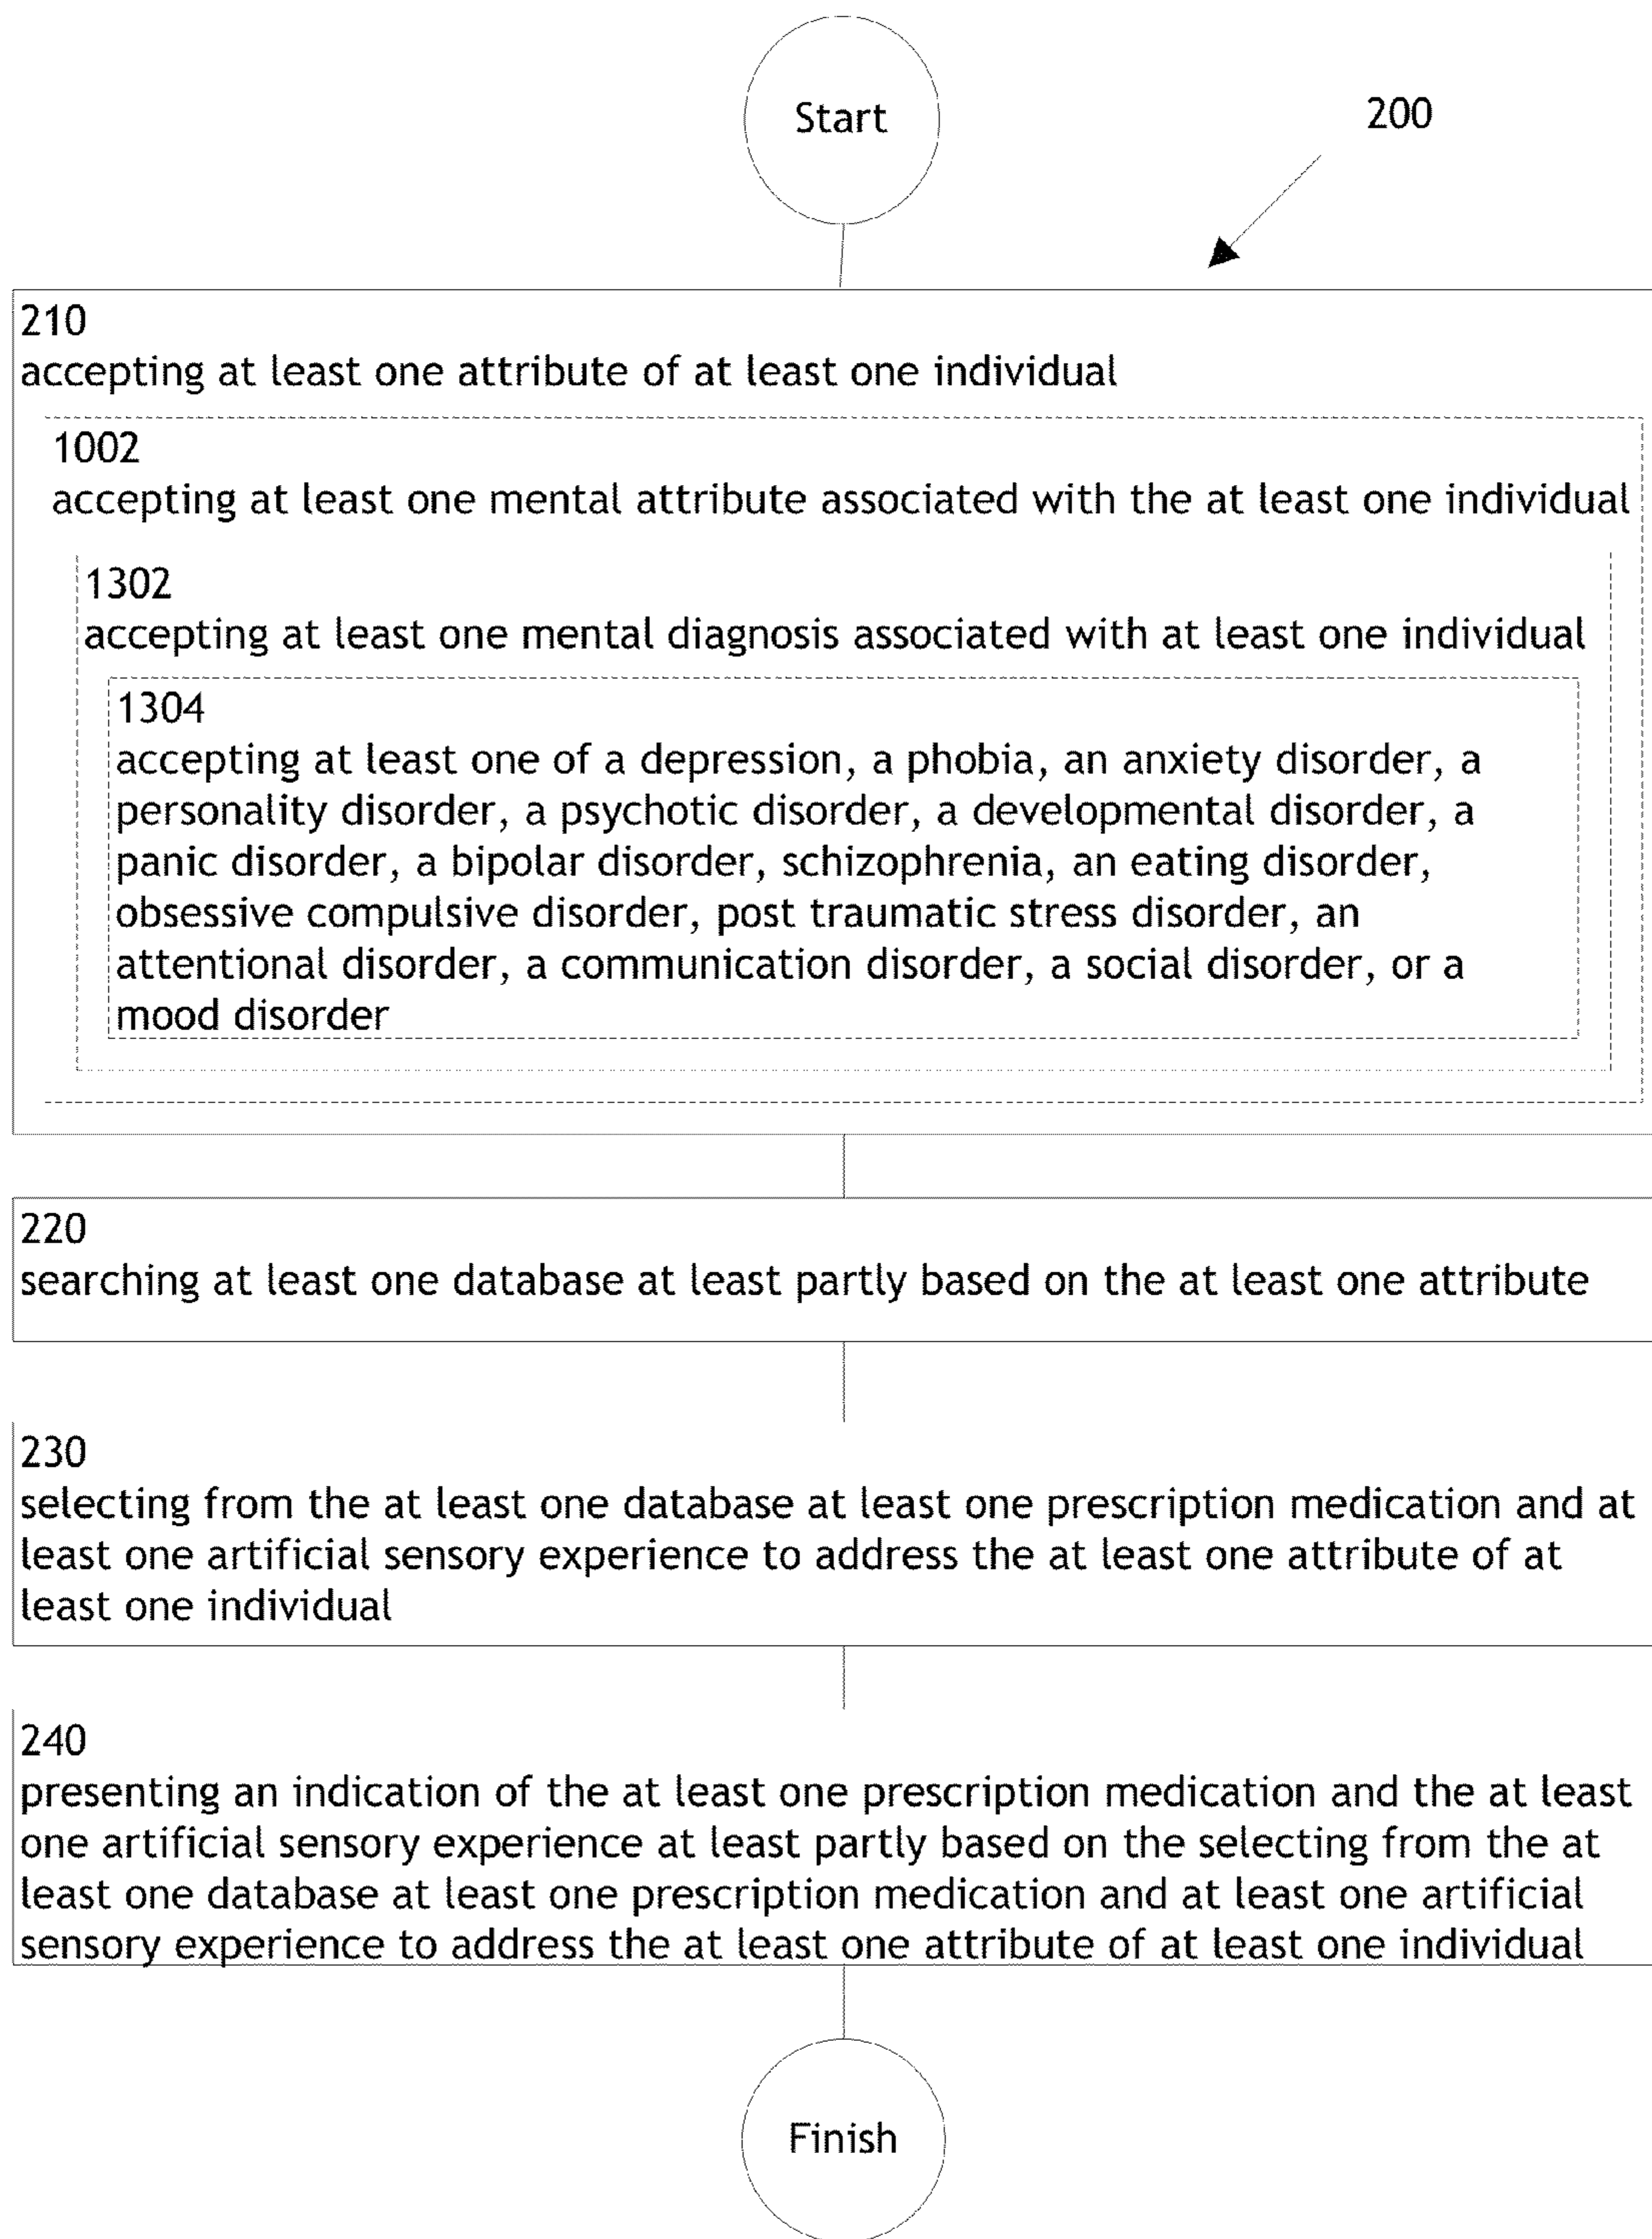 Start
200
210
accepting at least one attribute of at least one individual
1002
accepting at least one mental attribute associated with the at least one individual
1302
accepting at least one mental diagnosis associated with at least one individual
1304
accepting at least one of a depression, a phobia, an anxiety disorder, a
personality disorder, a psychotic disorder, a developmental disorder, a
panic disorder, a bipolar disorder, schizophrenia, an eating disorder,
obsessive compulsive disorder, post traumatic stress disorder, an
attentional disorder, a communication disorder, a social disorder, or a
mood disorder
220
searching at least one database at least partly based on the at least one attribute
230
selecting from the at least one database at least one prescription medication and at
least one artificial sensory experience to address the at least one attribute of at
least one individual
240
presenting an indication of the at least one prescription medication and the at least
one artificial sensory experience at least partly based on the selecting from the at
least one database at least one prescription medication and at least one artificial
sensory experience to address the at least one attribute of at least one individual
Finish